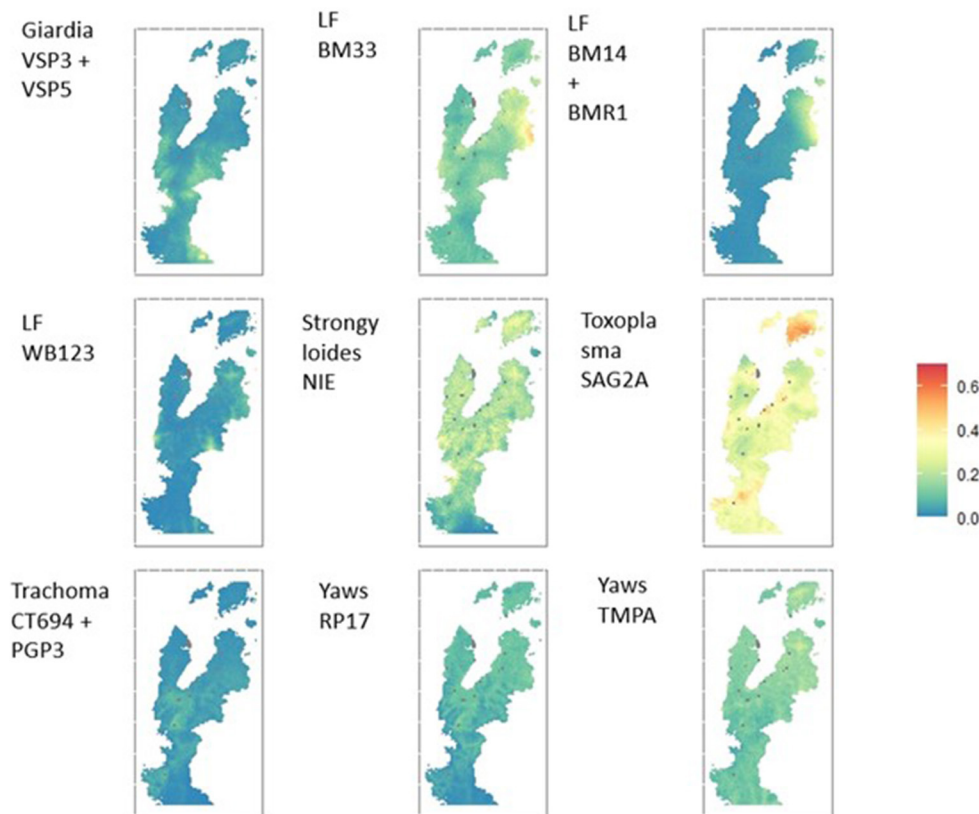 Giardia
VSP3 +
VSP5
LF
BM33
LF
BM14
+
BMR1
LF
WB123
Strongy
loides
NIE
Toxopla
sma
SAG2A
0.6
0.4
0.2
0.0
Trachoma
CT694 +
PGP3
Yaws
RP17
Yaws
TMPA